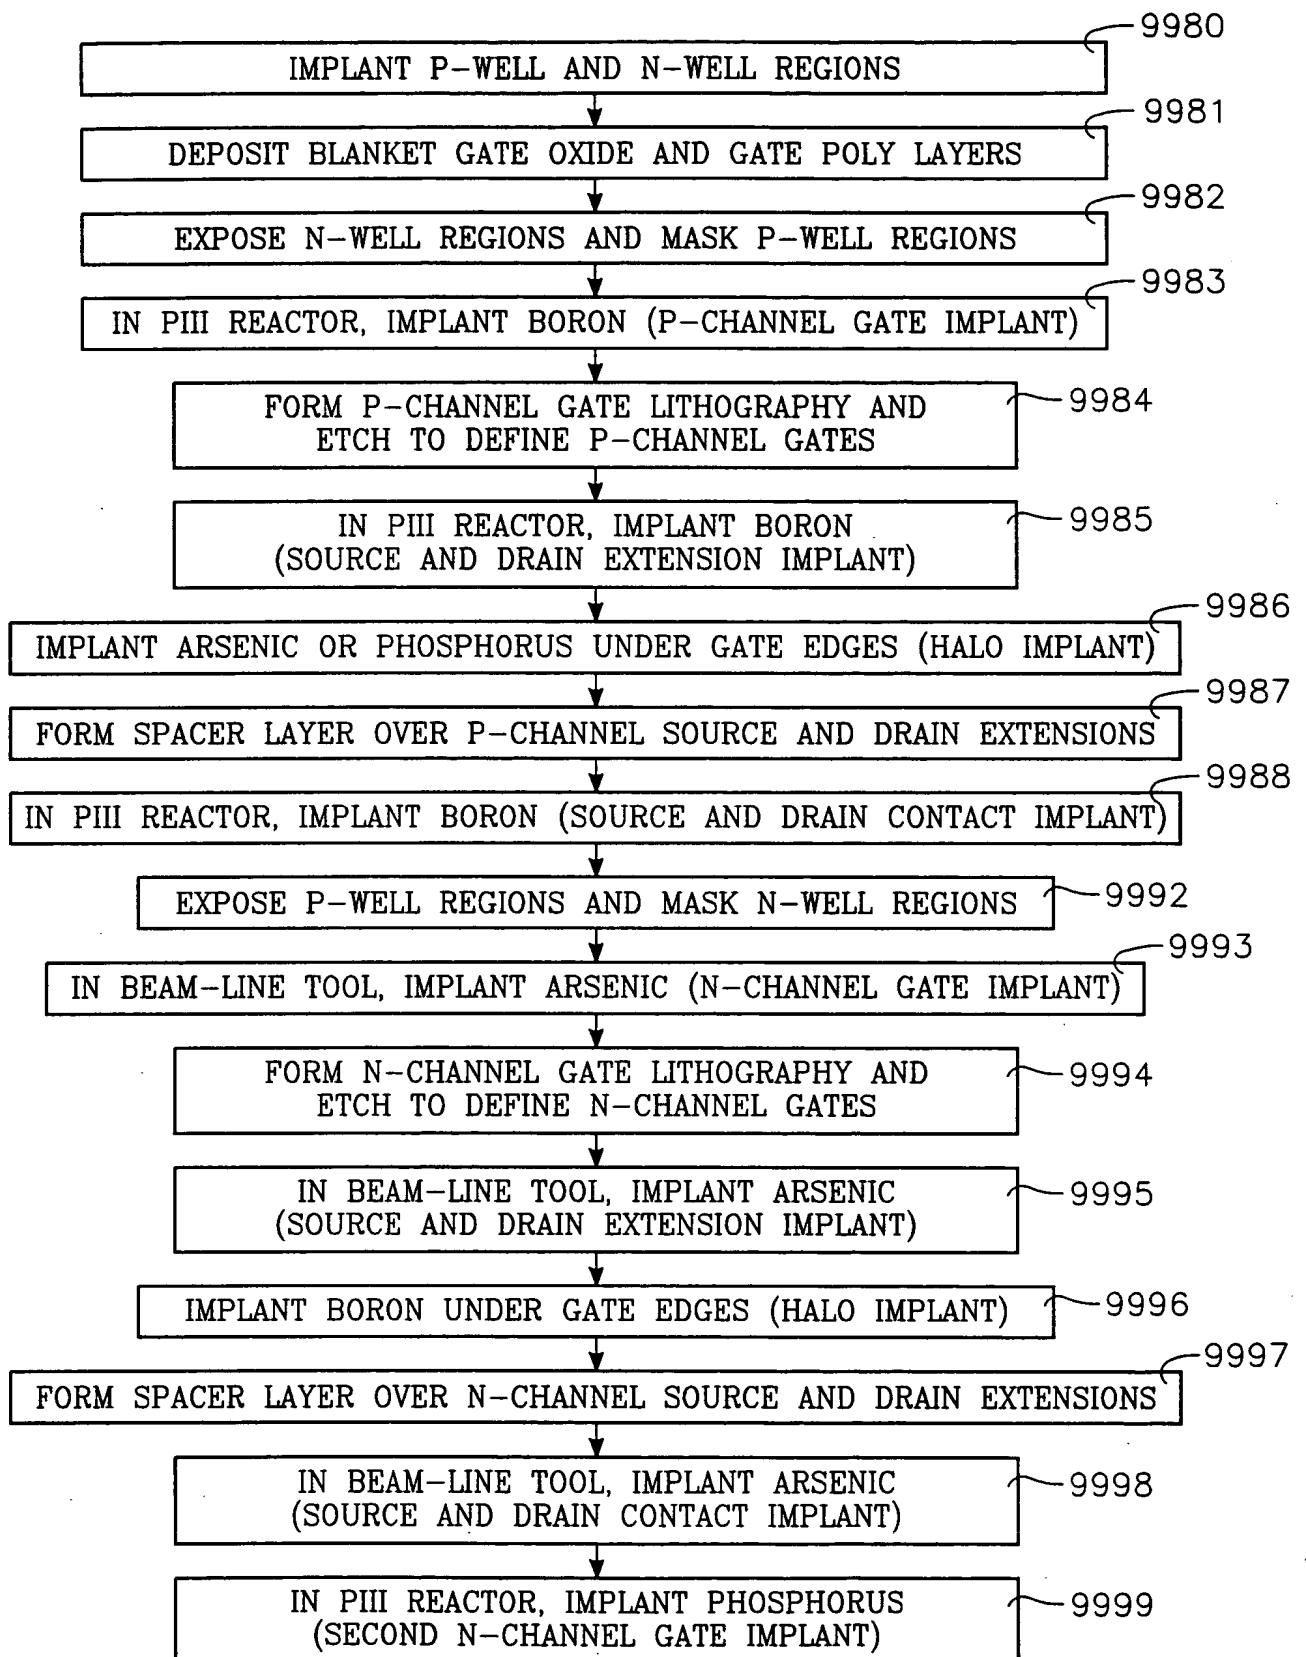 9980
IMPLANT P-WELL AND N-WELL REGIONS
9981
DEPOSIT BLANKET GATE OXIDE AND GATE POLY LAYERS
9982
EXPOSE N-WELL REGIONS AND MASK P-WELL REGIONS
9983
IN PIII REACTOR, IMPLANT BORON (P-CHANNEL GATE IMPLANT)
FORM P-CHANNEL GATE LITHOGRAPHY AND
ETCH TO DEFINE P-CHANNEL GATES
9984
IN PIII REACTOR, IMPLANT BORON
(SOURCE AND DRAIN EXTENSION IMPLANT)
9985
9986
IMPLANT ARSENIC OR PHOSPHORUS UNDER GATE EDGES (HALO IMPLANT)
9987
FORM SPACER LAYER OVER P-CHANNEL SOURCE AND DRAIN EXTENSIONS
9988
IN PIII REACTOR, IMPLANT BORON (SOURCE AND DRAIN CONTACT IMPLANT)
EXPOSE P-WELL REGIONS AND MASK N-WELL REGIONS
9992
9993
IN BEAM-LINE TOOL, IMPLANT ARSENIC (N-CHANNEL GATE IMPLANT)
FORM N-CHANNEL GATE LITHOGRAPHY AND
ETCH TO DEFINE N-CHANNEL GATES
9994
IN BEAM-LINE TOOL, IMPLANT ARSENIC
(SOURCE AND DRAIN EXTENSION IMPLANT)
9995
IMPLANT BORON UNDER GATE EDGES (HALO IMPLANT)
9996
9997
FORM SPACER LAYER OVER N-CHANNEL SOURCE AND DRAIN EXTENSIONS
IN BEAM-LINE TOOL, IMPLANT ARSENIC
(SOURCE AND DRAIN CONTACT IMPLANT)
9998
IN PIII REACTOR, IMPLANT PHOSPHORUS
(SECOND N-CHANNEL GATE IMPLANT)
9999